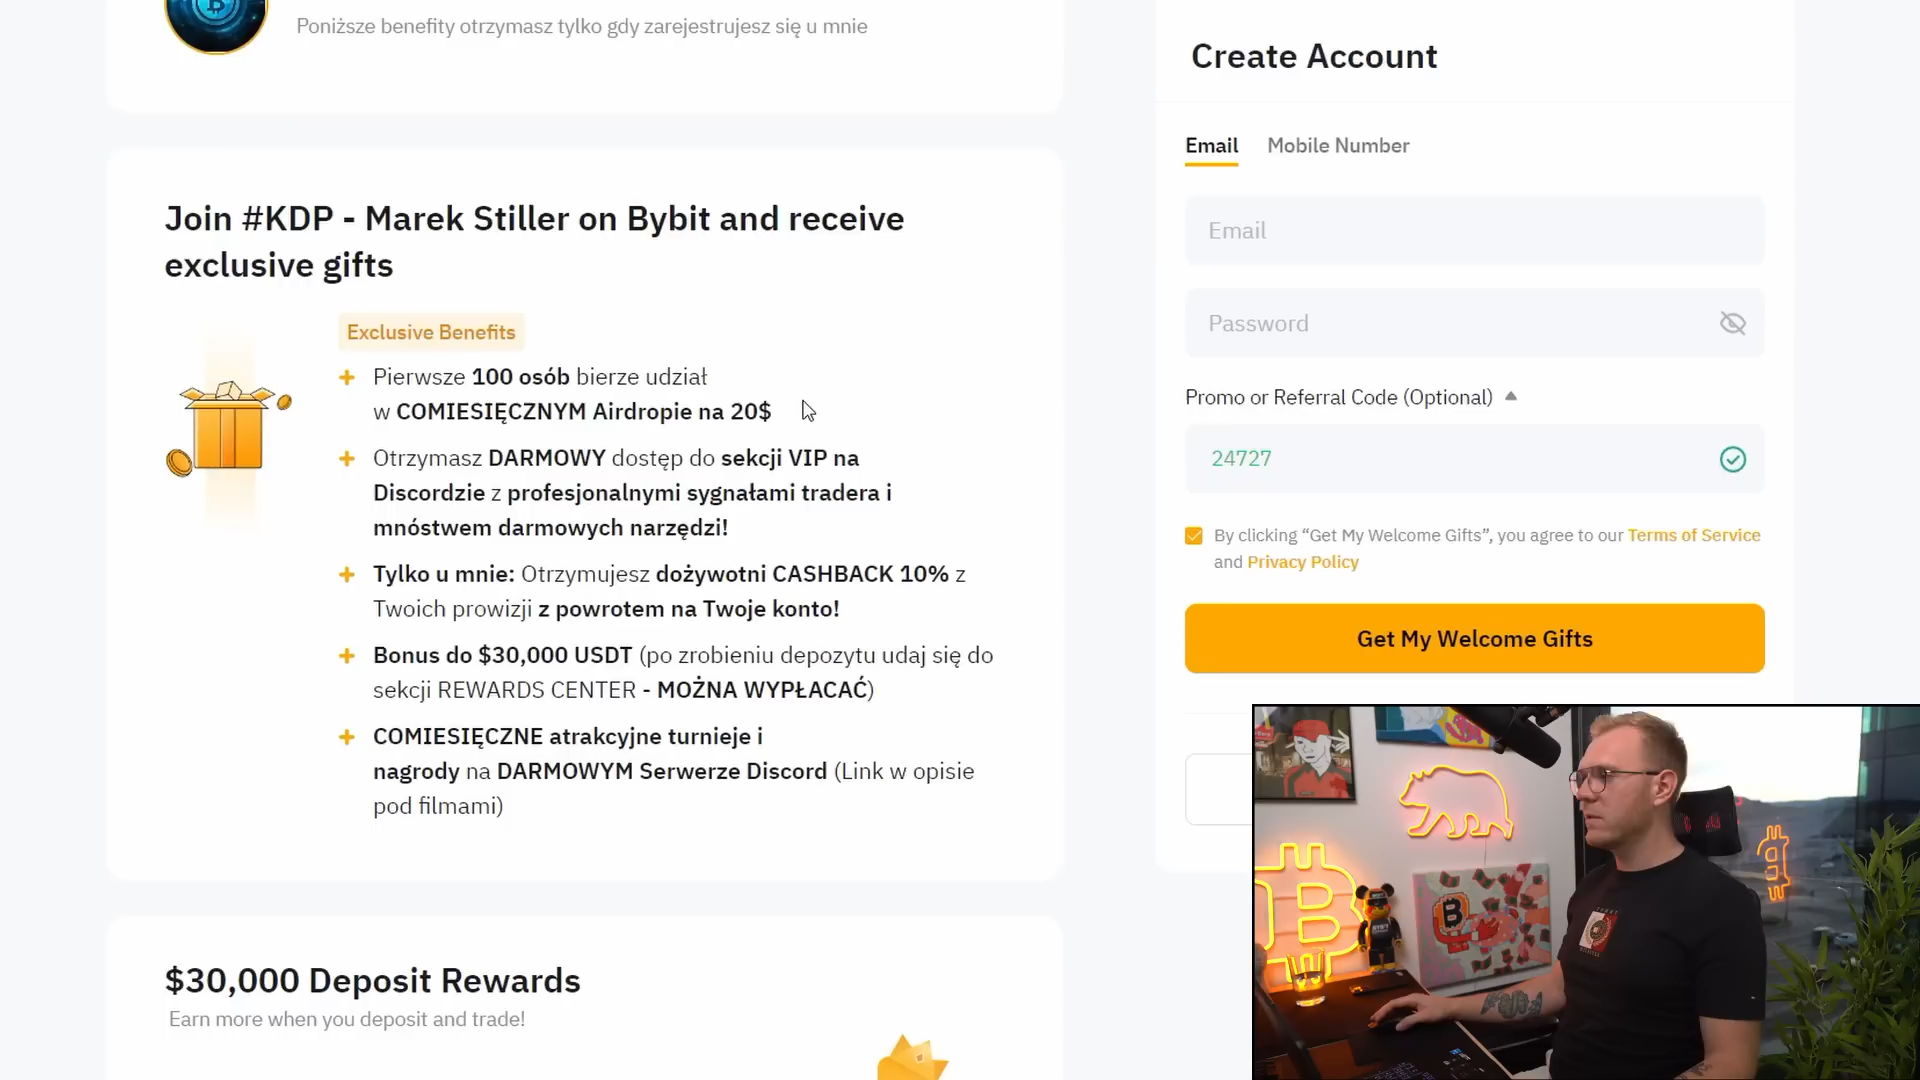 Poniższe benefity otrzymasz tylko gdy zarejestrujesz się u mnie
Join #KDP - Marek Stiller on Bybit and receive
exclusive gifts
Exclusive Benefits
Pierwsze 100 osób bierze udział
w COMIESIĘCZNYM Airdropie na 20$
Otrzymasz DARMOWY dostęp do sekcji VIP na
Discordzie z profesjonalnymi sygnałami tradera i
mnóstwem darmowych narzędzi!
Tylko u mnie: Otrzymujesz dożywotni CASHBACK 10% z
Twoich prowizji z powrotem na Twoje konto!
Bonus do $30,000 USDT (po zrobieniu depozytu udaj się do
sekcji REWARDS CENTER - MOŻNA WYPŁACAĆ)
COMIESIĘCZNE atrakcyjne turnieje i
nagrody na DARMOWYM Serwerze Discord (Link w opisie
pod filmami)
$30,000 Deposit Rewards
Earn more when you deposit and trade!
Create Account
Email Mobile Number
Email
Password
Promo or Referral Code (Optional)
24727
By clicking “Get My Welcome Gifts”, you agree to our Terms of Service
and Privacy Policy
Get My Welcome Gifts